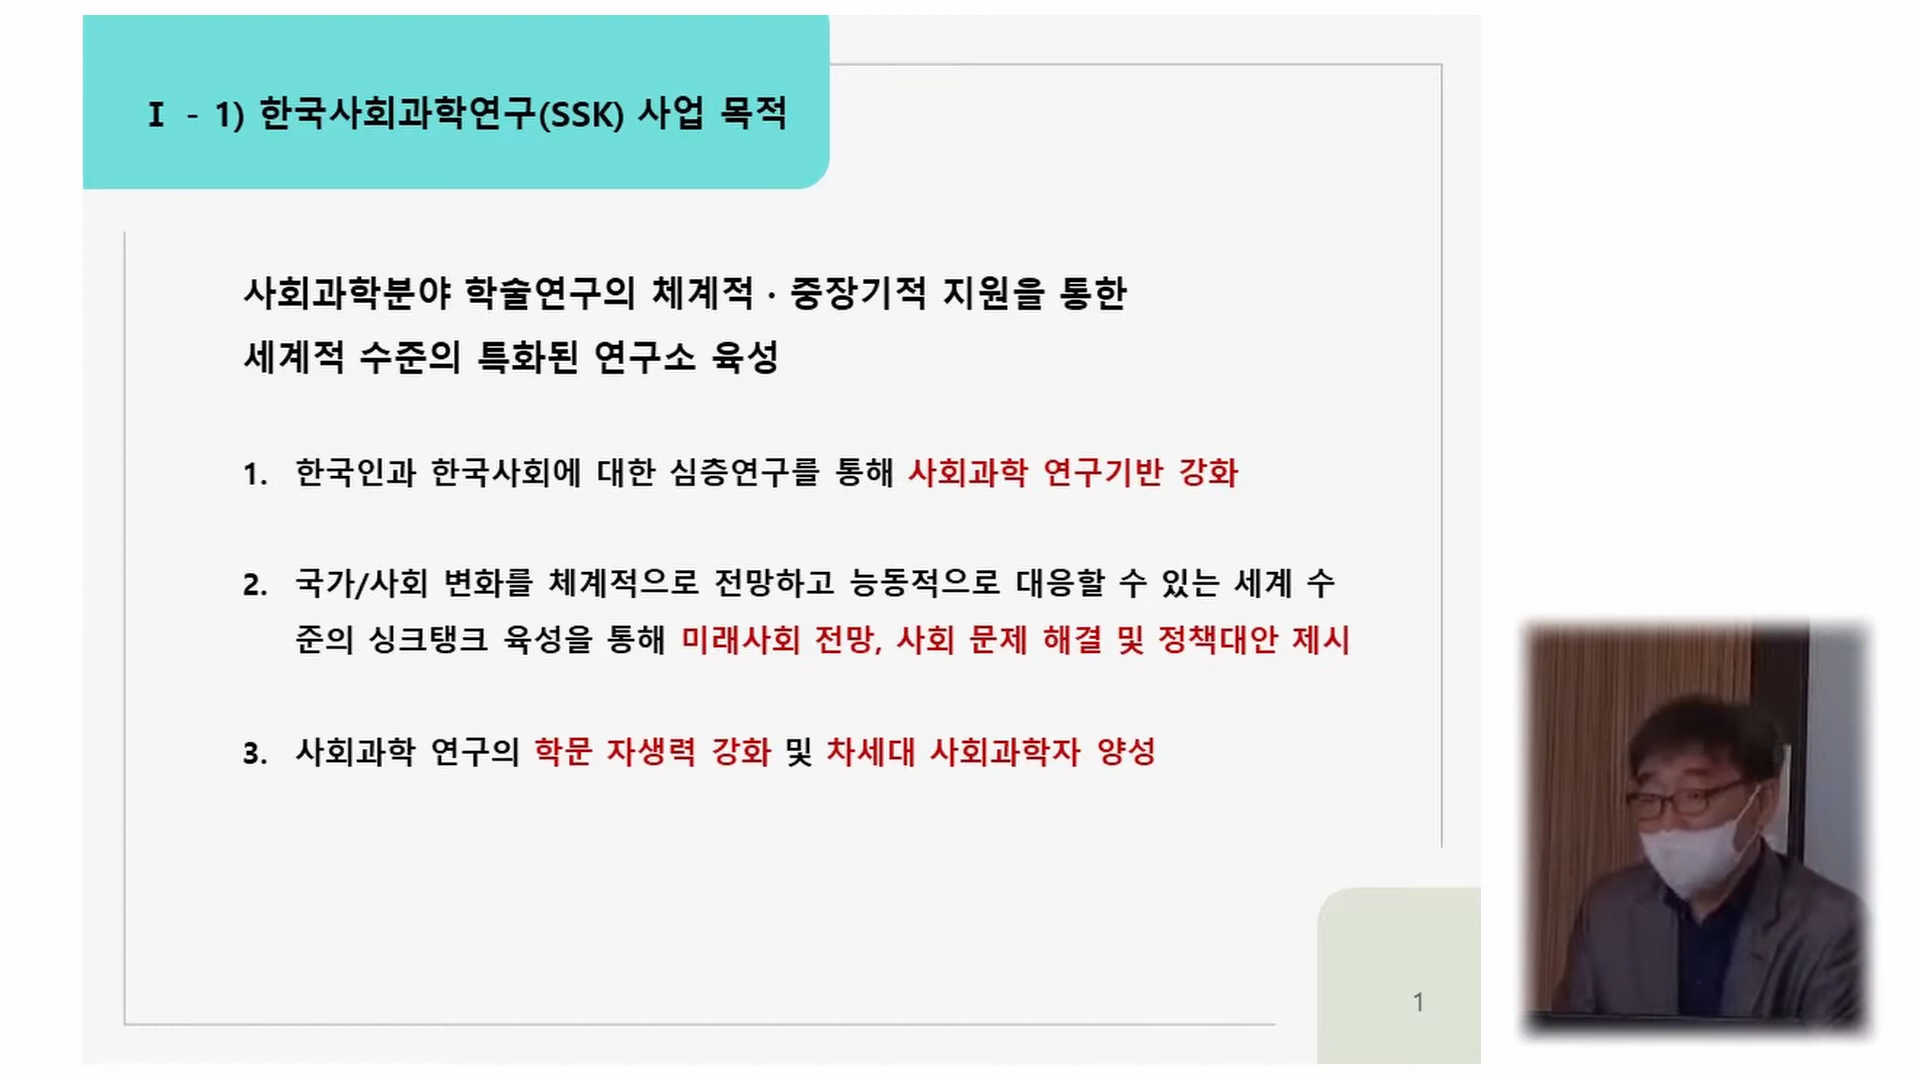 Ⅰ - 1) 한국사회과학연구(SSK) 사업 목적
사회과학분야 학술연구의 체계적 · 중장기적 지원을 통한
세계적 수준의 특화된 연구소 육성
1. 한국인과 한국사회에 대한 심층연구를 통해 사회과학 연구기반 강화
2. 국가/사회 변화를 체계적으로 전망하고 능동적으로 대응할 수 있는 세계 수
준의 싱크탱크 육성을 통해 미래사회 전망, 사회 문제 해결 및 정책대안 제시
3. 사회과학 연구의 학문 자생력 강화 및 차세대 사회과학자 양성
1